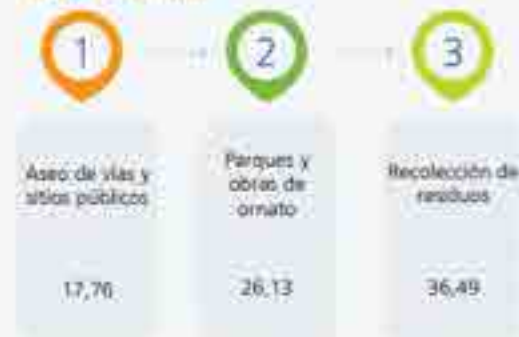 1
2
3
Aseo de vías y
sitios públicos
17,76
Parques y
obras de
ornato
26,13
Recolección de
residuos
36,49